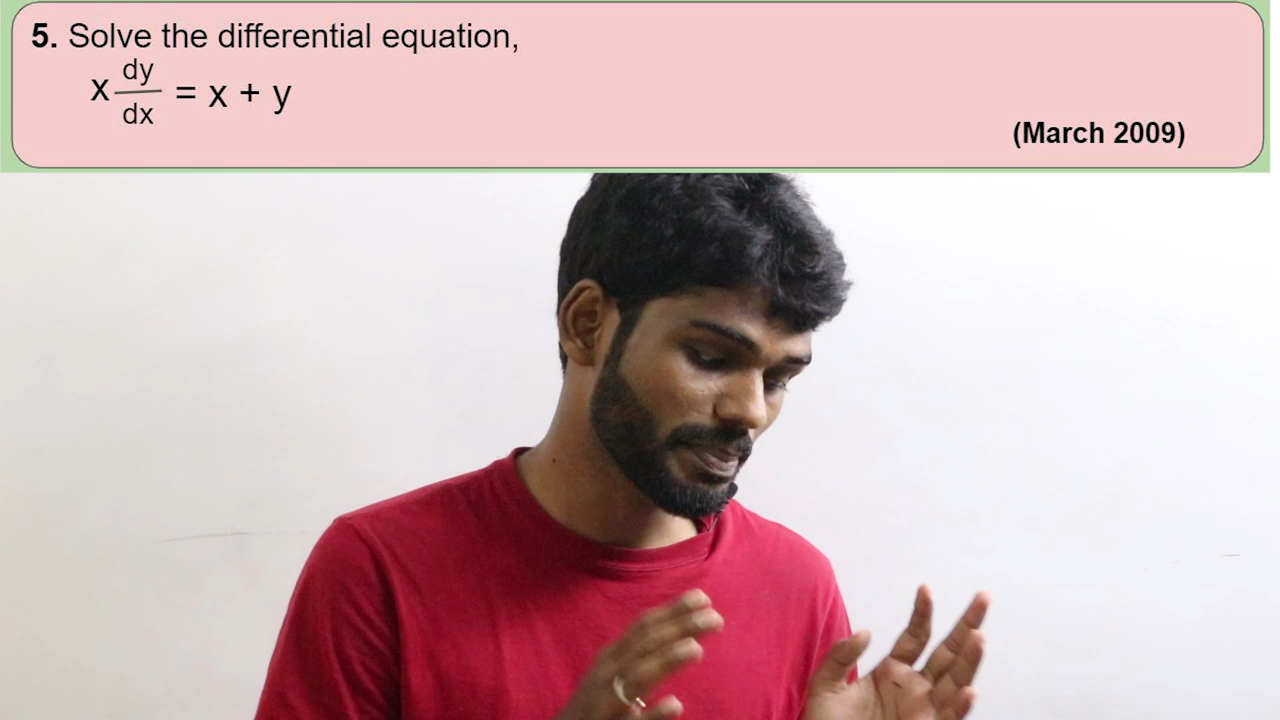 5. Solve the differential equation,
x dy/dx = x + y
(March 2009)